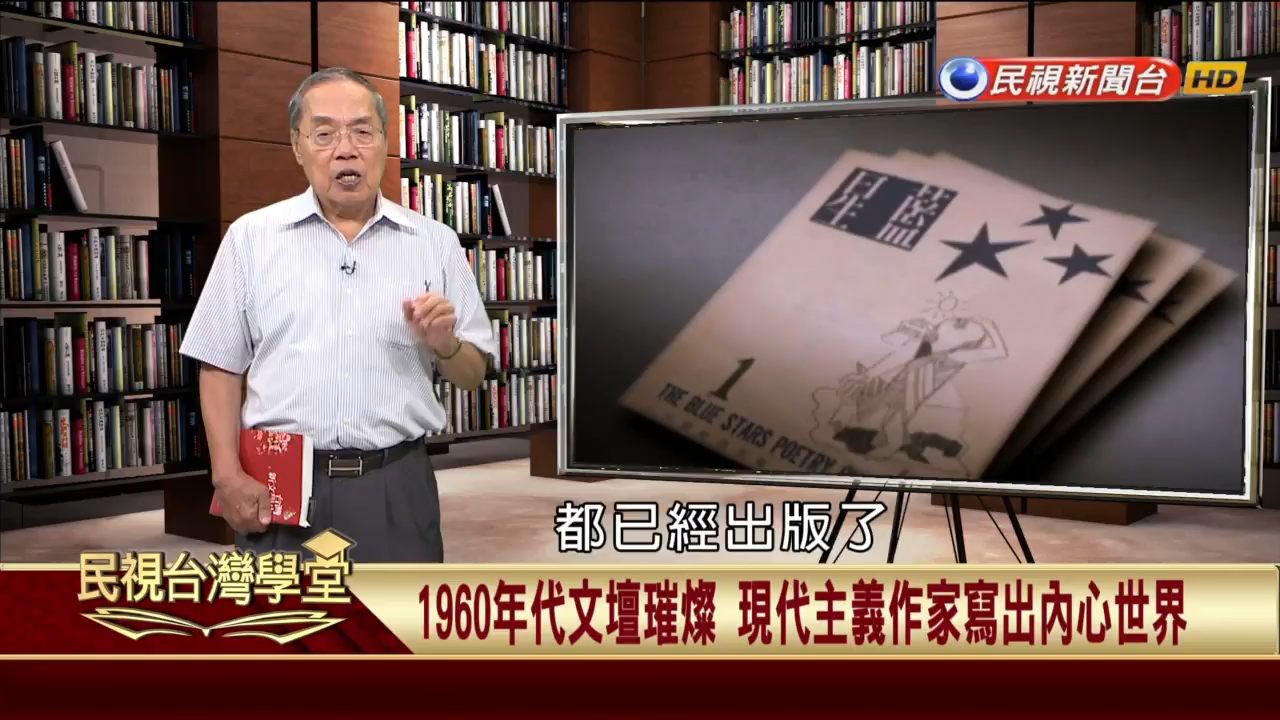 民視新聞台 HD
藍星
1
THE BLUE STARS POETRY
都已經出版了
民視台灣學堂
1960年代文壇璀燦 現代主義作家寫出內心世界